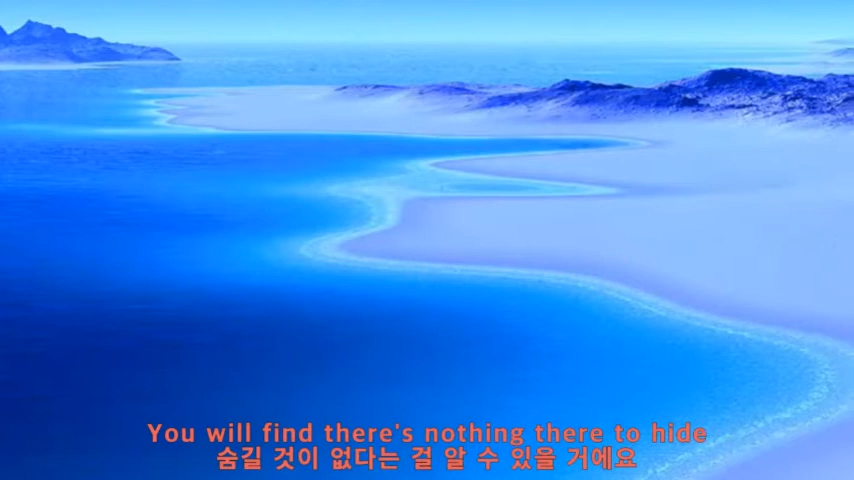 You will find there's nothing there to hide
숨길 것이 없다는 걸 알 수 있을 거에요